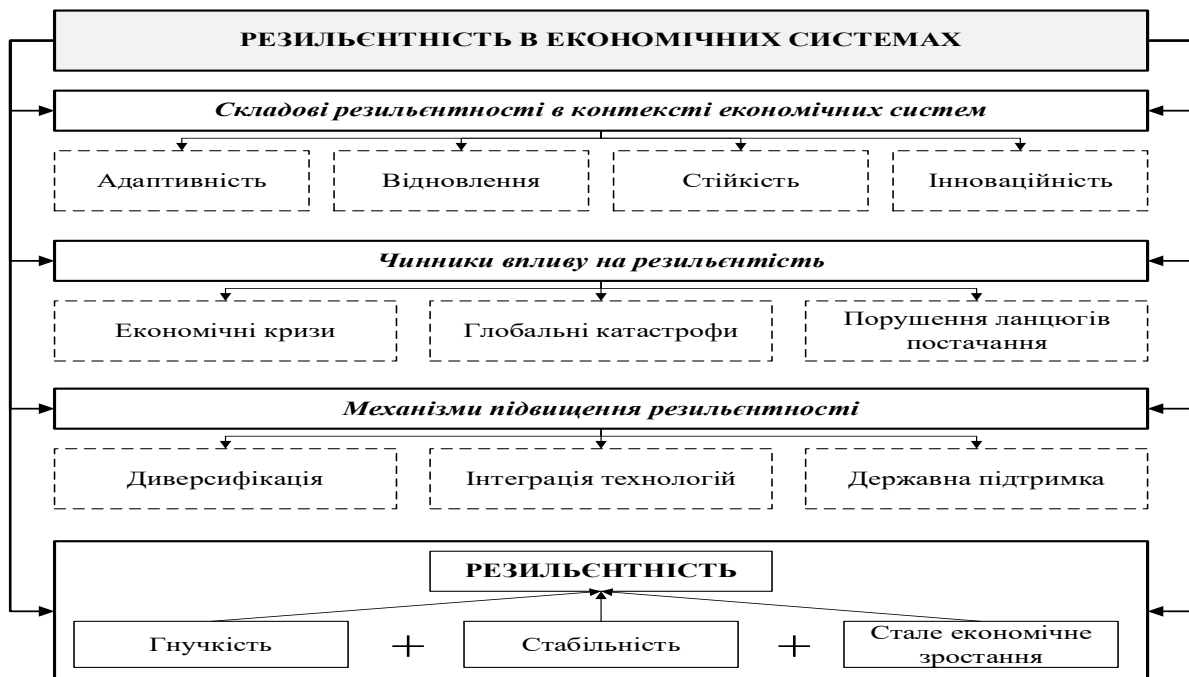 РЕЗИЛЬЄНТНІСТЬ В ЕКОНОМІЧНИХ СИСТЕМАХ
Складові резильєнтності в контексті економічних систем
Адаптивність
Відновлення
Стійкість
Інноваційність
Чинники впливу на резильєнтість
Економічні кризи
Глобальні катастрофи
Порушення ланцюгів
постачання
Механізми підвищення резильєнтності
Диверсифікація
Інтеграція технологій
Державна підтримка
РЕЗИЛЬЄНТНІСТЬ
Гнучкість
+
Стабільність
+
Стале економічне
зростання